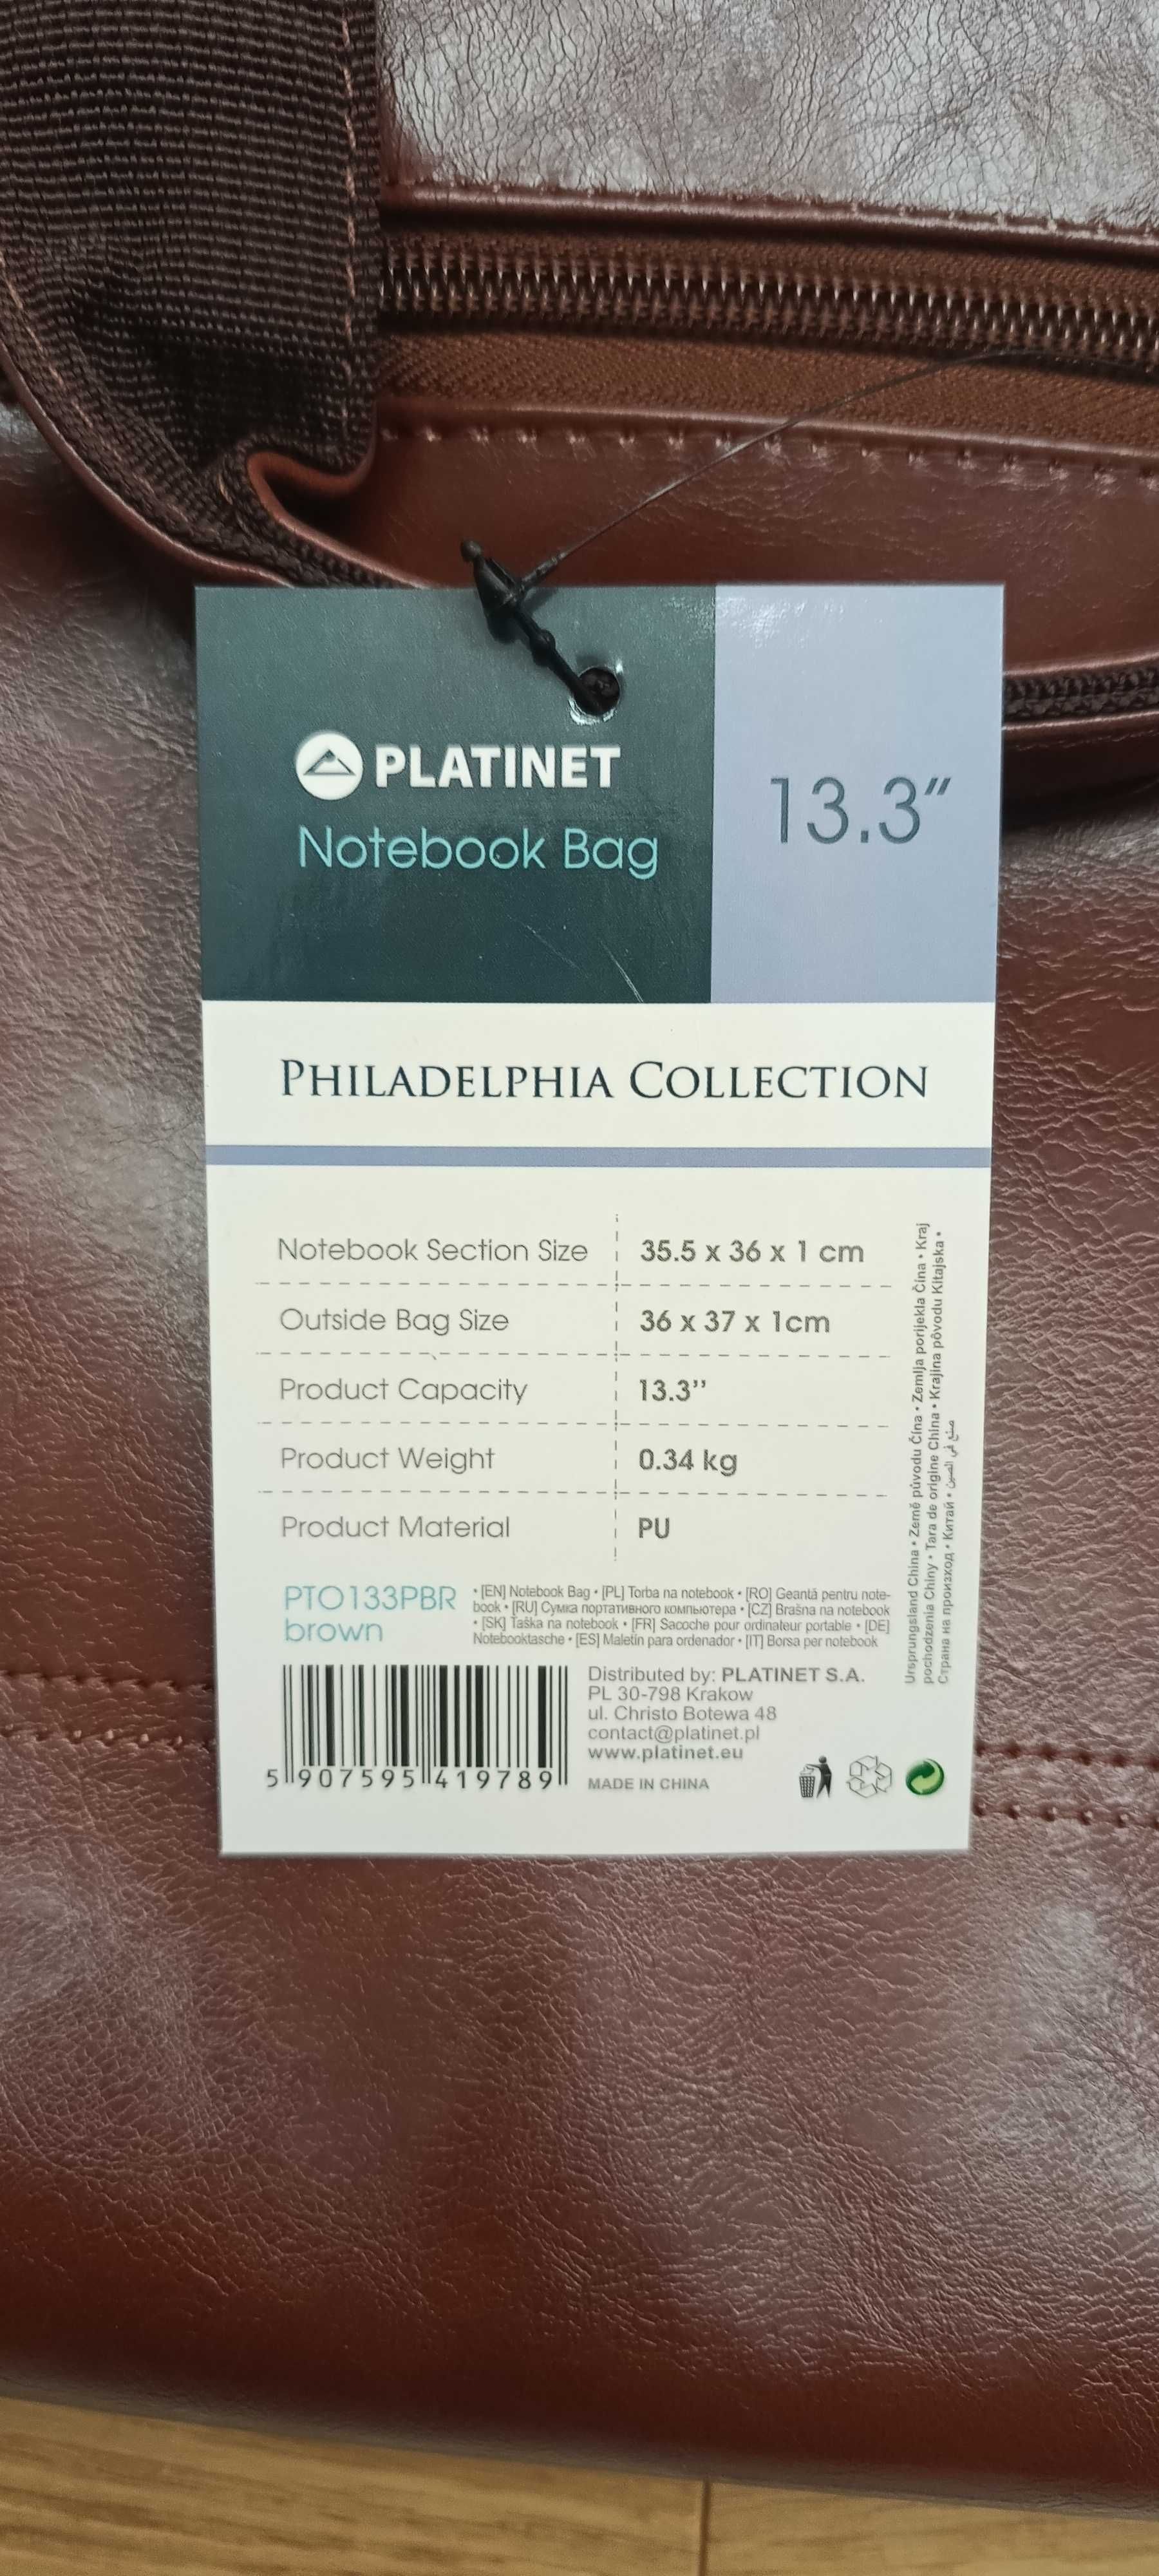 PLATINET
Notebook Bag
13.3"
PHILADELPHIA COLLECTION
Notebook Section Size 35.5 x 36 x 1 cm
Outside Bag Size 36 x 37 x 1cm
Product Capacity 13.3''
Product Weight 0.34 kg
Product Material PU
PTO133PBR
brown
• [EN] Notebook Bag • [PL] Torba na notebook • [RO] Geantă pentru note-
book • [RU] Сумка портативного компьютера • [CZ] Brašna na notebook
• [SK] Taška na notebook • [FR] Sacoche pour ordinateur portable • [DE]
Notebooktasche • [ES] Maletín para ordenador • [IT] Borsa per notebook
5 907595 419789
Distributed by: PLATINET S.A.
PL 30-798 Krakow
ul. Christo Botewa 48
contact@platinet.pl
www.platinet.eu
MADE IN CHINA
Ursprungsland China • Země původu Čína • Zemlja porijekla Čina • Kraj
pochodzenia Chiny • Tara de origine China • Krajina pôvodu Kitajska •
Страна на произход • Китай • صنع في الصين